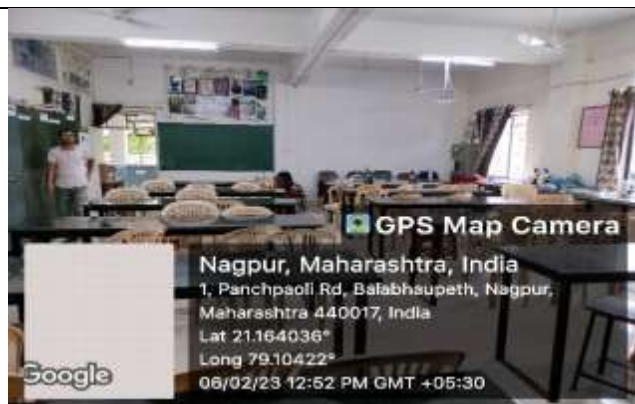 GPS Map Camera
Nagpur, Maharashtra, India
1, Panchpaoli Rd, Balabhaupeth, Nagpur,
Maharashtra 440017, India
Lat 21.164036°
Long 79.10422°
06/02/23 12:52 PM GMT +05:30
Google